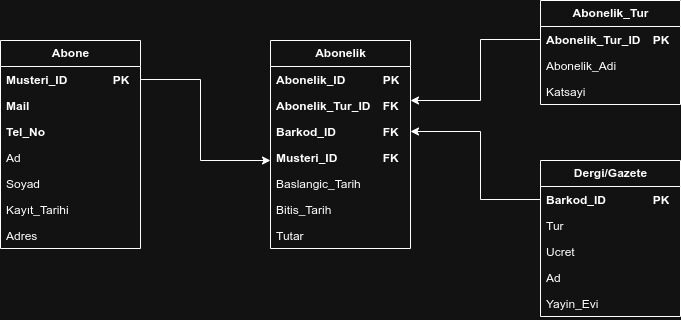 Abone
Musteri_ID PK
Mail
Tel_No
Ad
Soyad
Kayıt_Tarihi
Adres
Abonelik
Abonelik_ID PK
Abonelik_Tur_ID FK
Barkod_ID FK
Musteri_ID FK
Baslangic_Tarih
Bitis_Tarih
Tutar
Abonelik_Tur
Abonelik_Tur_ID PK
Abonelik_Adi
Katsayi
Dergi/Gazete
Barkod_ID PK
Tur
Ucret
Ad
Yayin_Evi